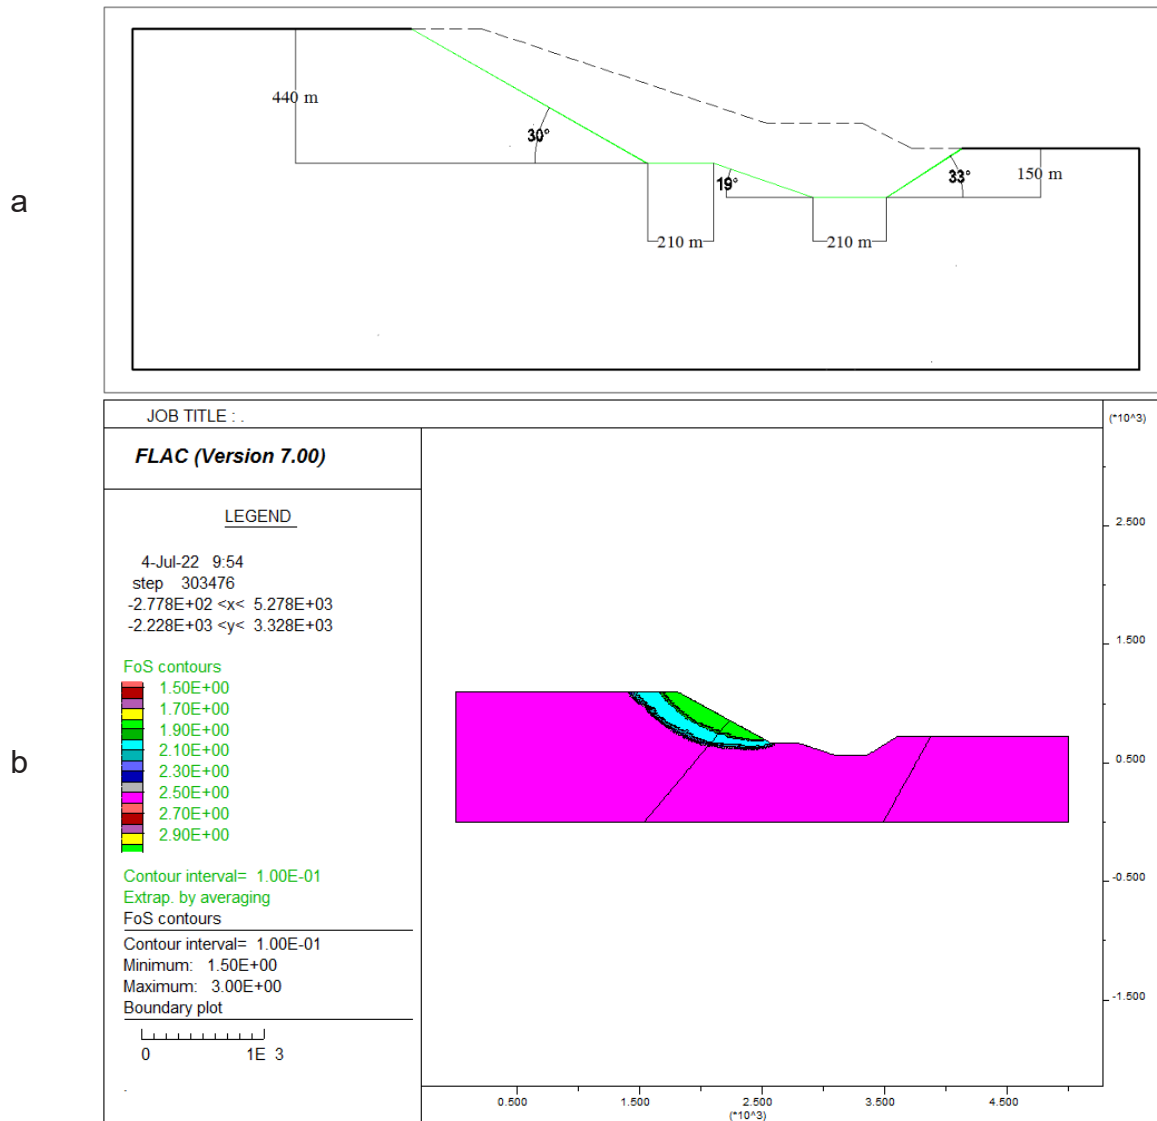 a
440 m
30°
19°
33°
150 m
210 m
210 m
b
JOB TITLE : .
(*10^3)
FLAC (Version 7.00)
LEGEND
4-Jul-22 9:54
step 303476
-2.778E+02 <x< 5.278E+03
-2.228E+03 <y< 3.328E+03
FoS contours
1.50E+00
1.70E+00
1.90E+00
2.10E+00
2.30E+00
2.50E+00
2.70E+00
2.90E+00
Contour interval= 1.00E-01
Extrap. by averaging
FoS contours
Contour interval= 1.00E-01
Minimum: 1.50E+00
Maximum: 3.00E+00
Boundary plot
0 1E 3
2.500
1.500
0.500
-0.500
-1.500
0.500 1.500 2.500 3.500 4.500
(*10^3)